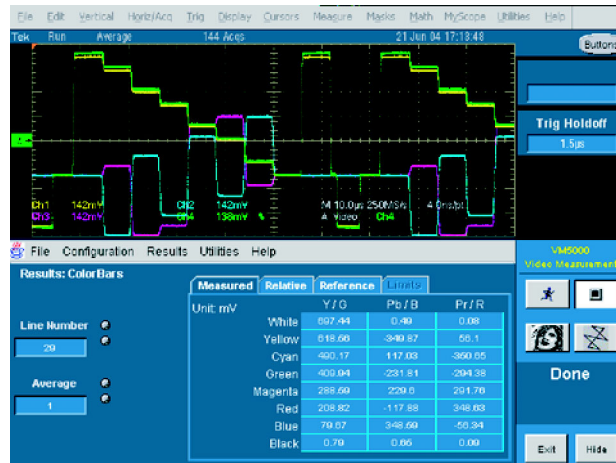 File Edit Vertical Horiz/Acq Trig Display Cursors Measure Masks Math MyScope Utilities Help
Tek Run Average 144 Acqs 21 Jun 04 17:18:48
Buttons
Trig Holdoff
1.5µs
Ch1 142mV Ch2 142mV M 10.0µs 250MS/s 4.0ns/pt
Ch3 142mV Ch4 138mV A Video Ch4
File Configuration Results Utilities Help
VM5000
Video Measurement
Results: ColorBars
Measured Relative Reference Limits
Unit: mV Y/G Pb/B Pr/R
White 697.44 0.49 0.08
Yellow 618.56 -349.87 56.1
Line Number
Cyan 490.17 117.03 -350.65
29
Green 409.94 -231.81 -294.38
Magenta 288.59 229.6 291.76
Average
Red 208.82 -117.88 348.63
1
Blue 79.67 348.59 -56.34
Black 0.79 0.65 0.09
Done
Exit Hide